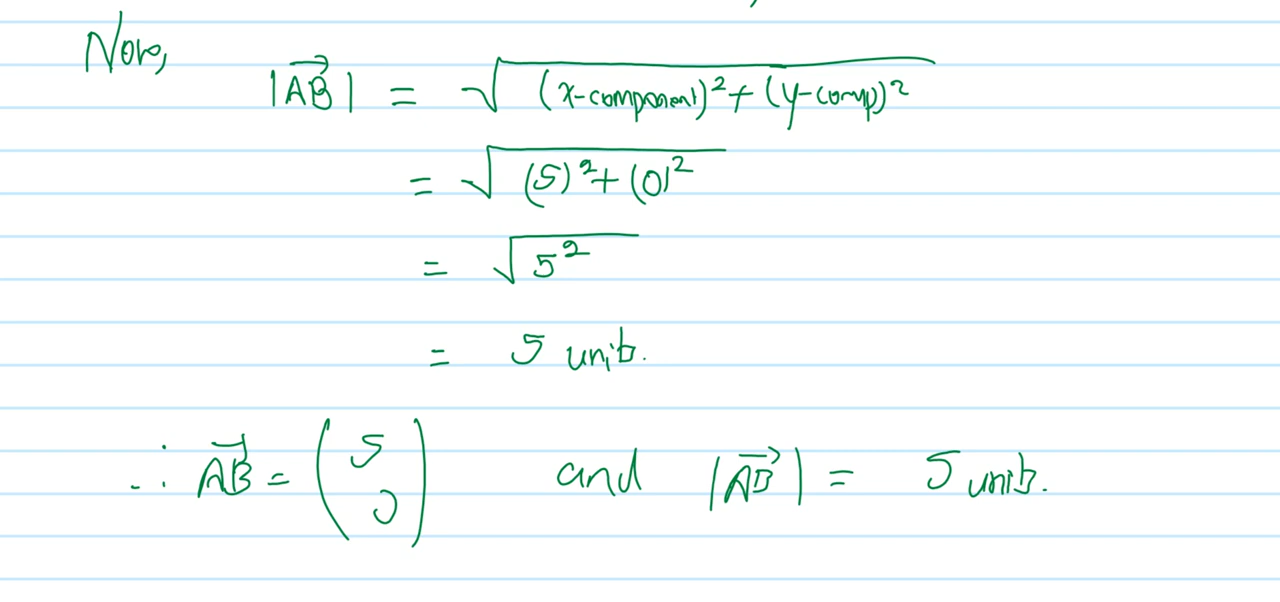 Now,
|AB→| = √((x-component)² + (y-comp)²)
= √((5)² + (0)²)
= √(5²)
= 5 units.
∴ AB→ = (5 0) and |AB→| = 5 units.